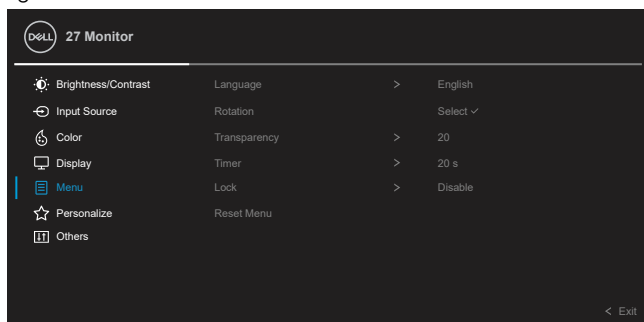 DELL 27 Monitor
Brightness/Contrast Language > English
Input Source Rotation Select ✓
Color Transparency > 20
Display Timer > 20 s
Menu Lock > Disable
Personalize Reset Menu
Others
< Exit